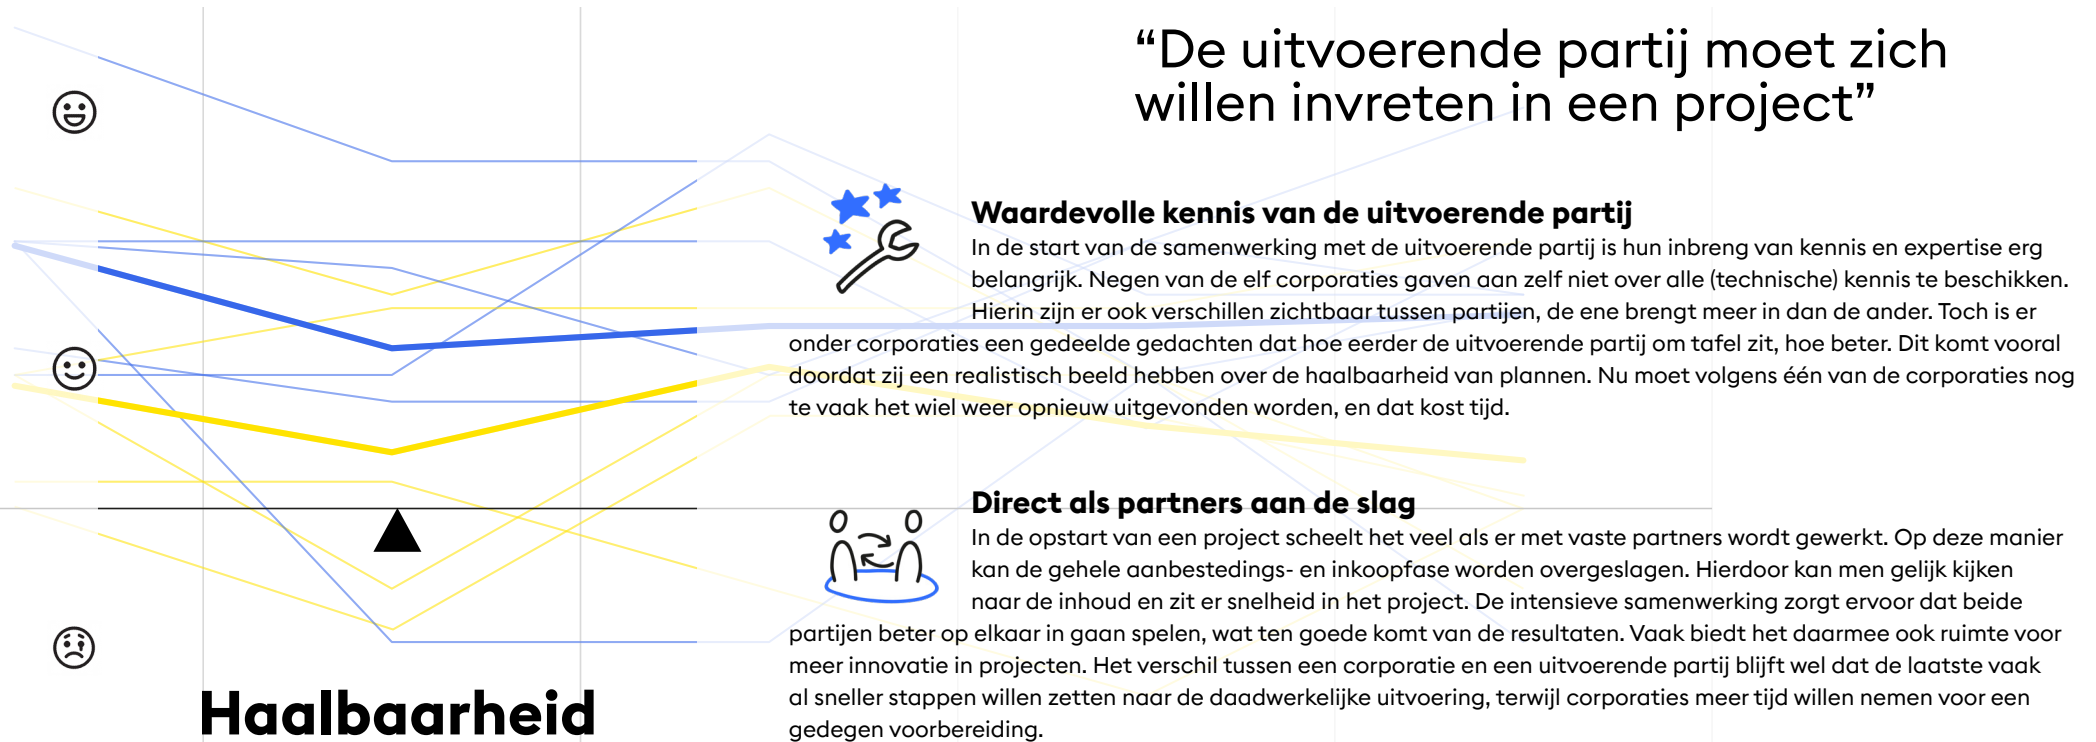 “De uitvoerende partij moet zich
willen invreten in een project”
Waardevolle kennis van de uitvoerende partij
In de start van de samenwerking met de uitvoerende partij is hun inbreng van kennis en expertise erg
belangrijk. Negen van de elf corporaties gaven aan zelf niet over alle (technische) kennis te beschikken.
Hierin zijn er ook verschillen zichtbaar tussen partijen, de ene brengt meer in dan de ander. Toch is er
onder corporaties een gedeelde gedachten dat hoe eerder de uitvoerende partij om tafel zit, hoe beter. Dit komt vooral
doordat zij een realistisch beeld hebben over de haalbaarheid van plannen. Nu moet volgens één van de corporaties nog
te vaak het wiel weer opnieuw uitgevonden worden, en dat kost tijd.
Direct als partners aan de slag
In de opstart van een project scheelt het veel als er met vaste partners wordt gewerkt. Op deze manier
kan de gehele aanbestedings- en inkoopfase worden overgeslagen. Hierdoor kan men gelijk kijken
naar de inhoud en zit er snelheid in het project. De intensieve samenwerking zorgt ervoor dat beide
partijen beter op elkaar in gaan spelen, wat ten goede komt van de resultaten. Vaak biedt het daarmee ook ruimte voor
meer innovatie in projecten. Het verschil tussen een corporatie en een uitvoerende partij blijft wel dat de laatste vaak
al sneller stappen willen zetten naar de daadwerkelijke uitvoering, terwijl corporaties meer tijd willen nemen voor een
gedegen voorbereiding.
Haalbaarheid